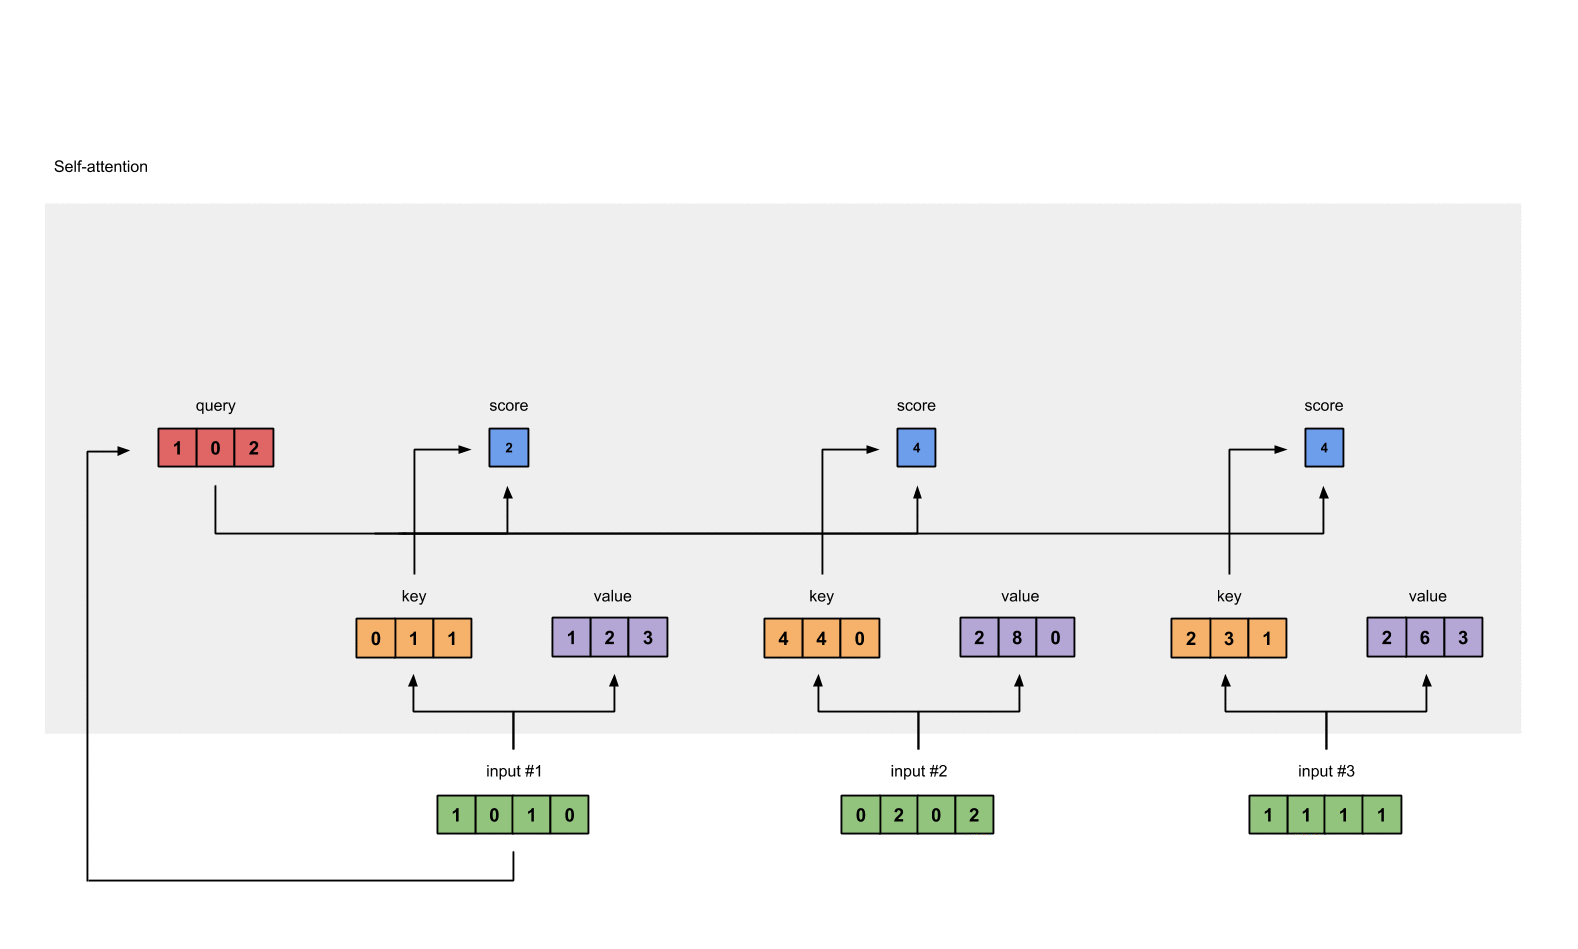 Self-attention
query score score score
1 0 2 2 4 4
key value key value key value
0 1 1 1 2 3 4 4 0 2 8 0 2 3 1 2 6 3
input #1 input #2 input #3
1 0 1 0 0 2 0 2 1 1 1 1